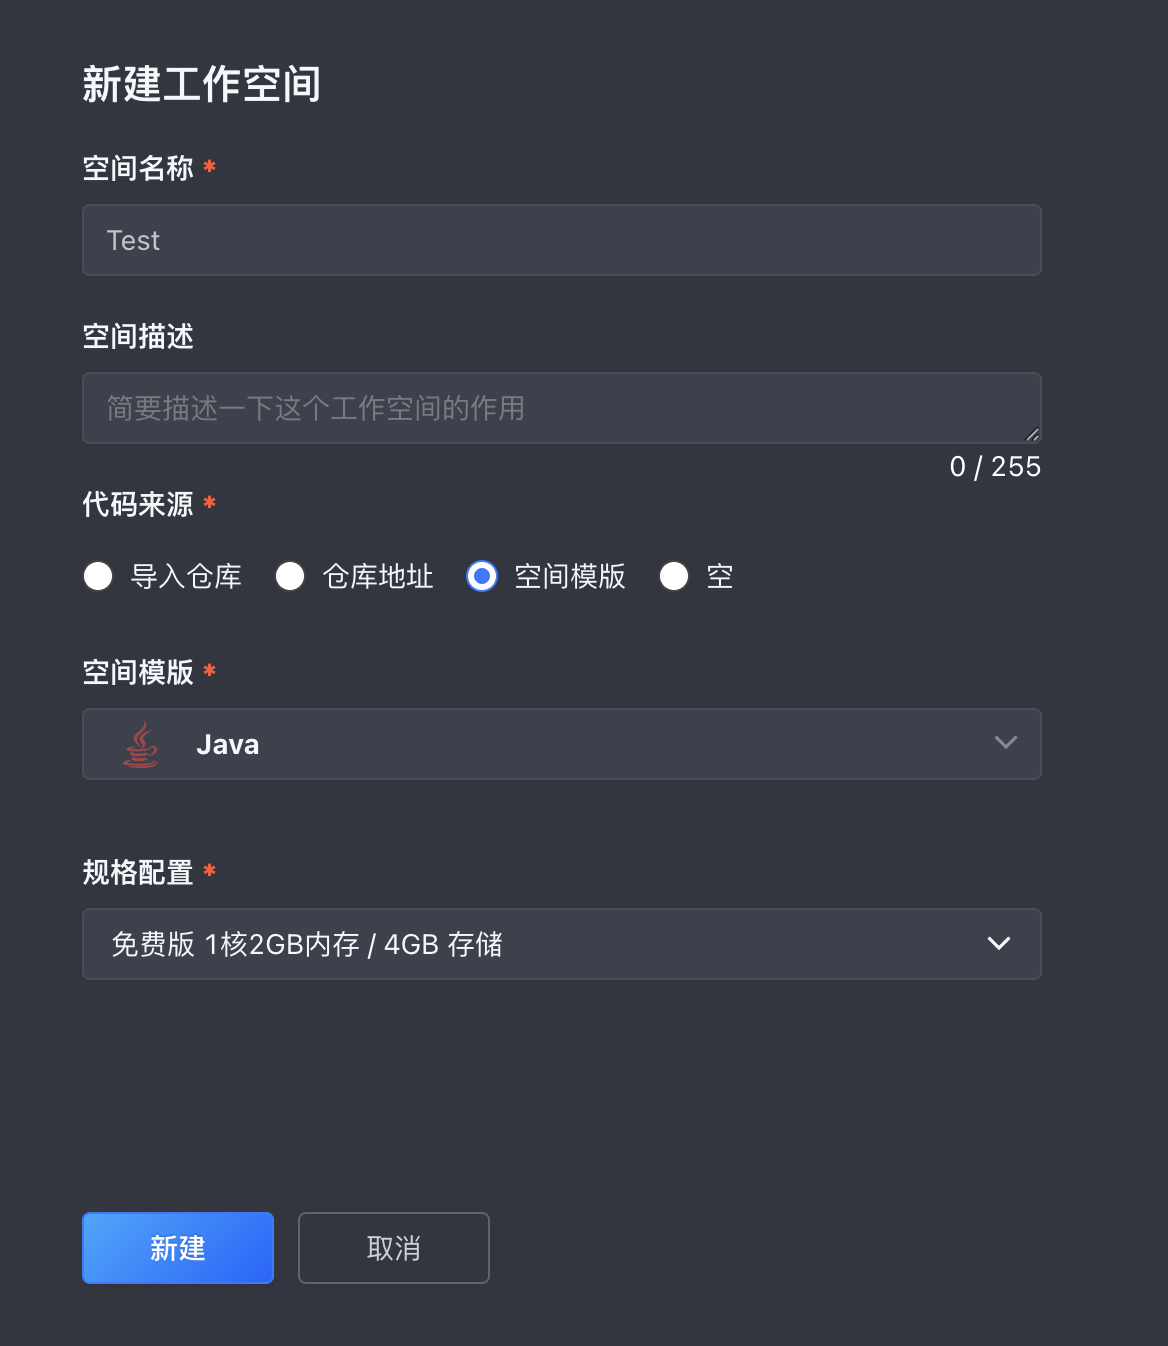 新建工作空间
空间名称 *
Test
空间描述
简要描述一下这个工作空间的作用
0 / 255
代码来源 *
导入仓库 仓库地址 空间模版 空
空间模版 *
Java
规格配置 *
免费版 1核2GB内存 / 4GB 存储
新建 取消